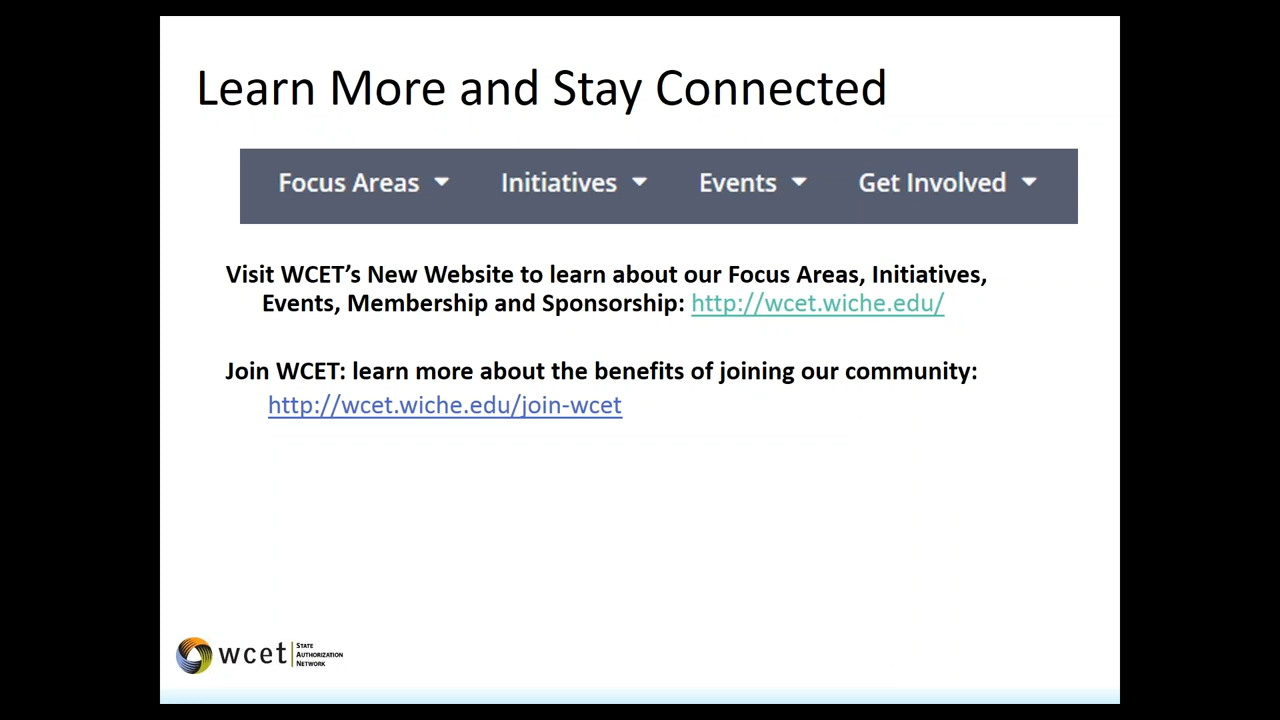 Learn More and Stay Connected
Focus Areas Initiatives Events Get Involved
Visit WCET’s New Website to learn about our Focus Areas, Initiatives,
Events, Membership and Sponsorship: http://wcet.wiche.edu/
Join WCET: learn more about the benefits of joining our community:
http://wcet.wiche.edu/join-wcet
wcet
STATE
AUTHORIZATION
NETWORK